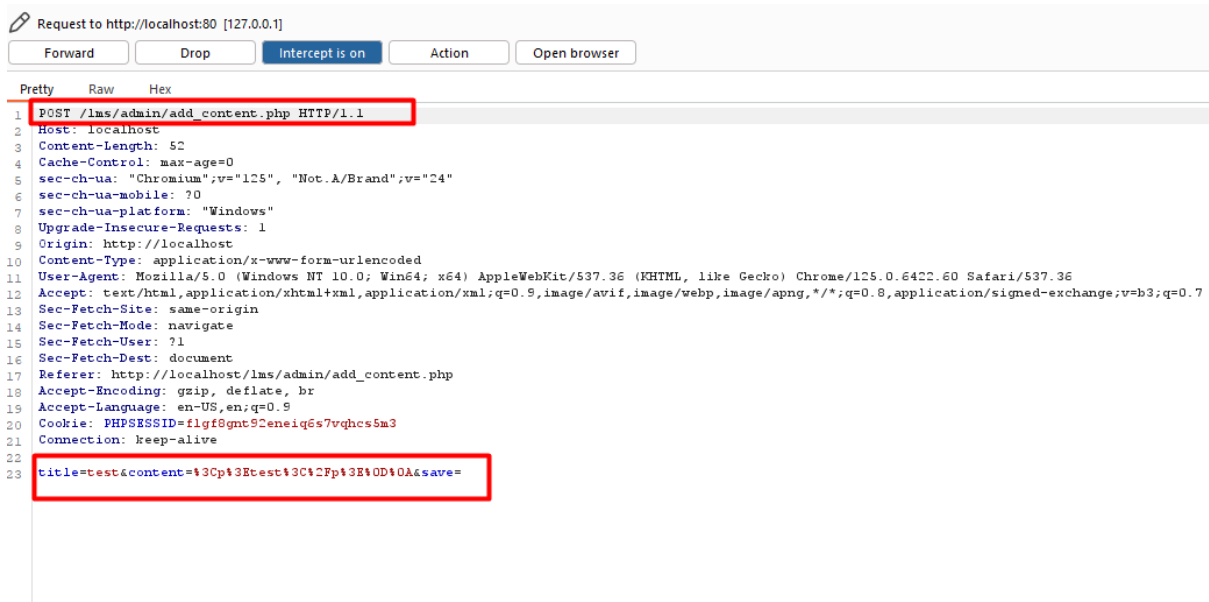 Request to http://localhost:80 [127.0.0.1]
Forward Drop Intercept is on Action Open browser
Pretty Raw Hex
1 POST /lms/admin/add_content.php HTTP/1.1
2 Host: localhost
3 Content-Length: 52
4 Cache-Control: max-age=0
5 sec-ch-ua: "Chromium";v="125", "Not.A/Brand";v="24"
6 sec-ch-ua-mobile: ?0
7 sec-ch-ua-platform: "Windows"
8 Upgrade-Insecure-Requests: 1
9 Origin: http://localhost
10 Content-Type: application/x-www-form-urlencoded
11 User-Agent: Mozilla/5.0 (Windows NT 10.0; Win64; x64) AppleWebKit/537.36 (KHTML, like Gecko) Chrome/125.0.6422.60 Safari/537.36
12 Accept: text/html,application/xhtml+xml,application/xml;q=0.9,image/avif,image/webp,image/apng,*/*;q=0.8,application/signed-exchange;v=b3;q=0.7
13 Sec-Fetch-Site: same-origin
14 Sec-Fetch-Mode: navigate
15 Sec-Fetch-User: ?1
16 Sec-Fetch-Dest: document
17 Referer: http://localhost/lms/admin/add_content.php
18 Accept-Encoding: gzip, deflate, br
19 Accept-Language: en-US,en;q=0.9
20 Cookie: PHPSESSID=flgf8gnt92eneiq6s7vqhcs5m3
21 Connection: keep-alive
22
23 title=test&content=%3Cp%3Etest%3C%2Fp%3E%0D%0A&save=